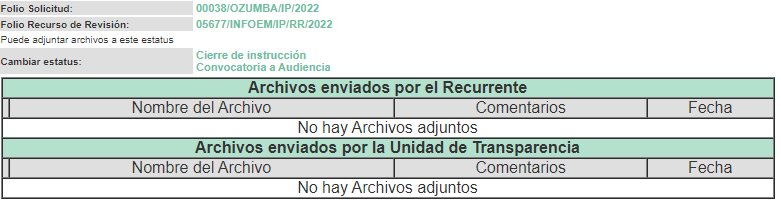 Folio Solicitud: 00038/OZUMBA/IP/2022
Folio Recurso de Revisión: 05677/INFOEM/IP/RR/2022
Puede adjuntar archivos a este estatus
Cambiar estatus: Cierre de instrucción
Convocatoria a Audiencia
Archivos enviados por el Recurrente
Nombre del Archivo Comentarios Fecha
No hay Archivos adjuntos
Archivos enviados por la Unidad de Transparencia
Nombre del Archivo Comentarios Fecha
No hay Archivos adjuntos